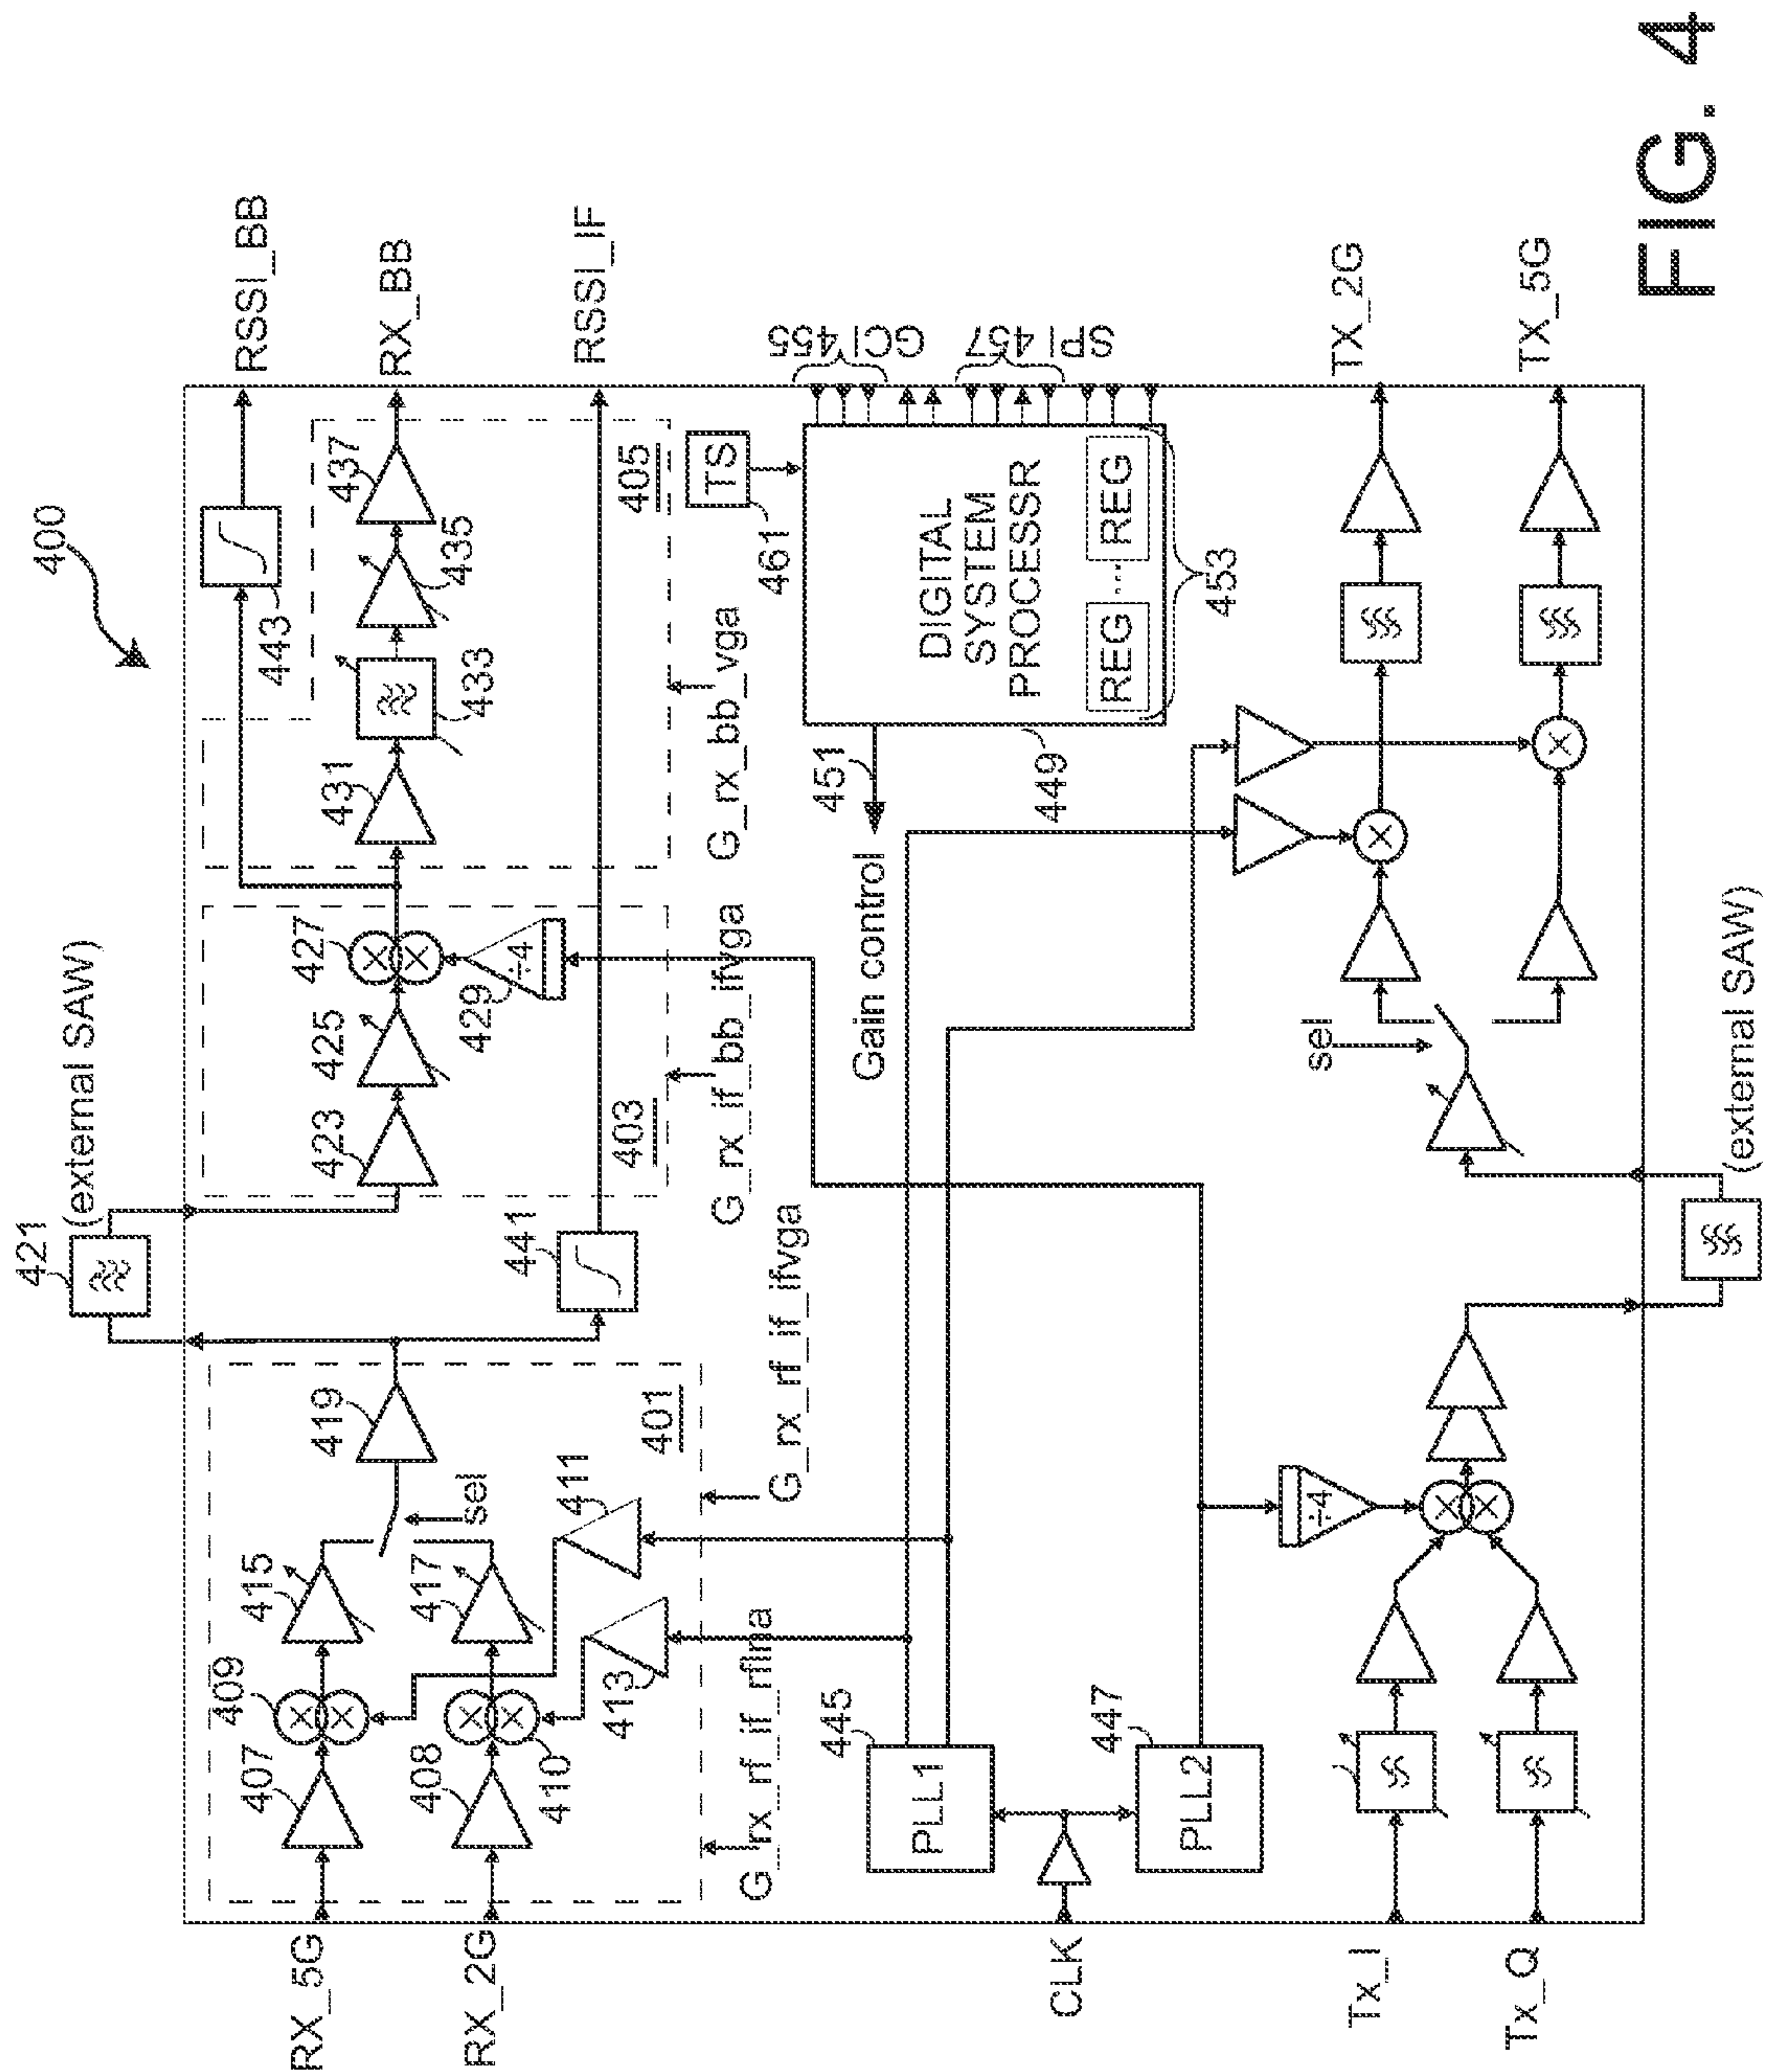 400
421
(external SAW)
RX_5G
407
409
415
RX_2G
408
410
417
sel
419
413
411
401
G_rx_rf_if_rflna
G_rx_rf_if_ifvga
441
423
425
427
429
÷4
403
G_rx_if_bb_ifvga
443
431
433
435
437
405
G_rx_bb_vga
RSSI_BB
RX_BB
RSSI_IF
CLK
445
PLL1
447
PLL2
Gain control
451
449
461
TS
DIGITAL
SYSTEM
PROCESSR
REG ... REG
453
GCI 455
SPI 457
Tx_I
Tx_Q
÷4
sel
(external SAW)
TX_2G
TX_5G
FIG. 4